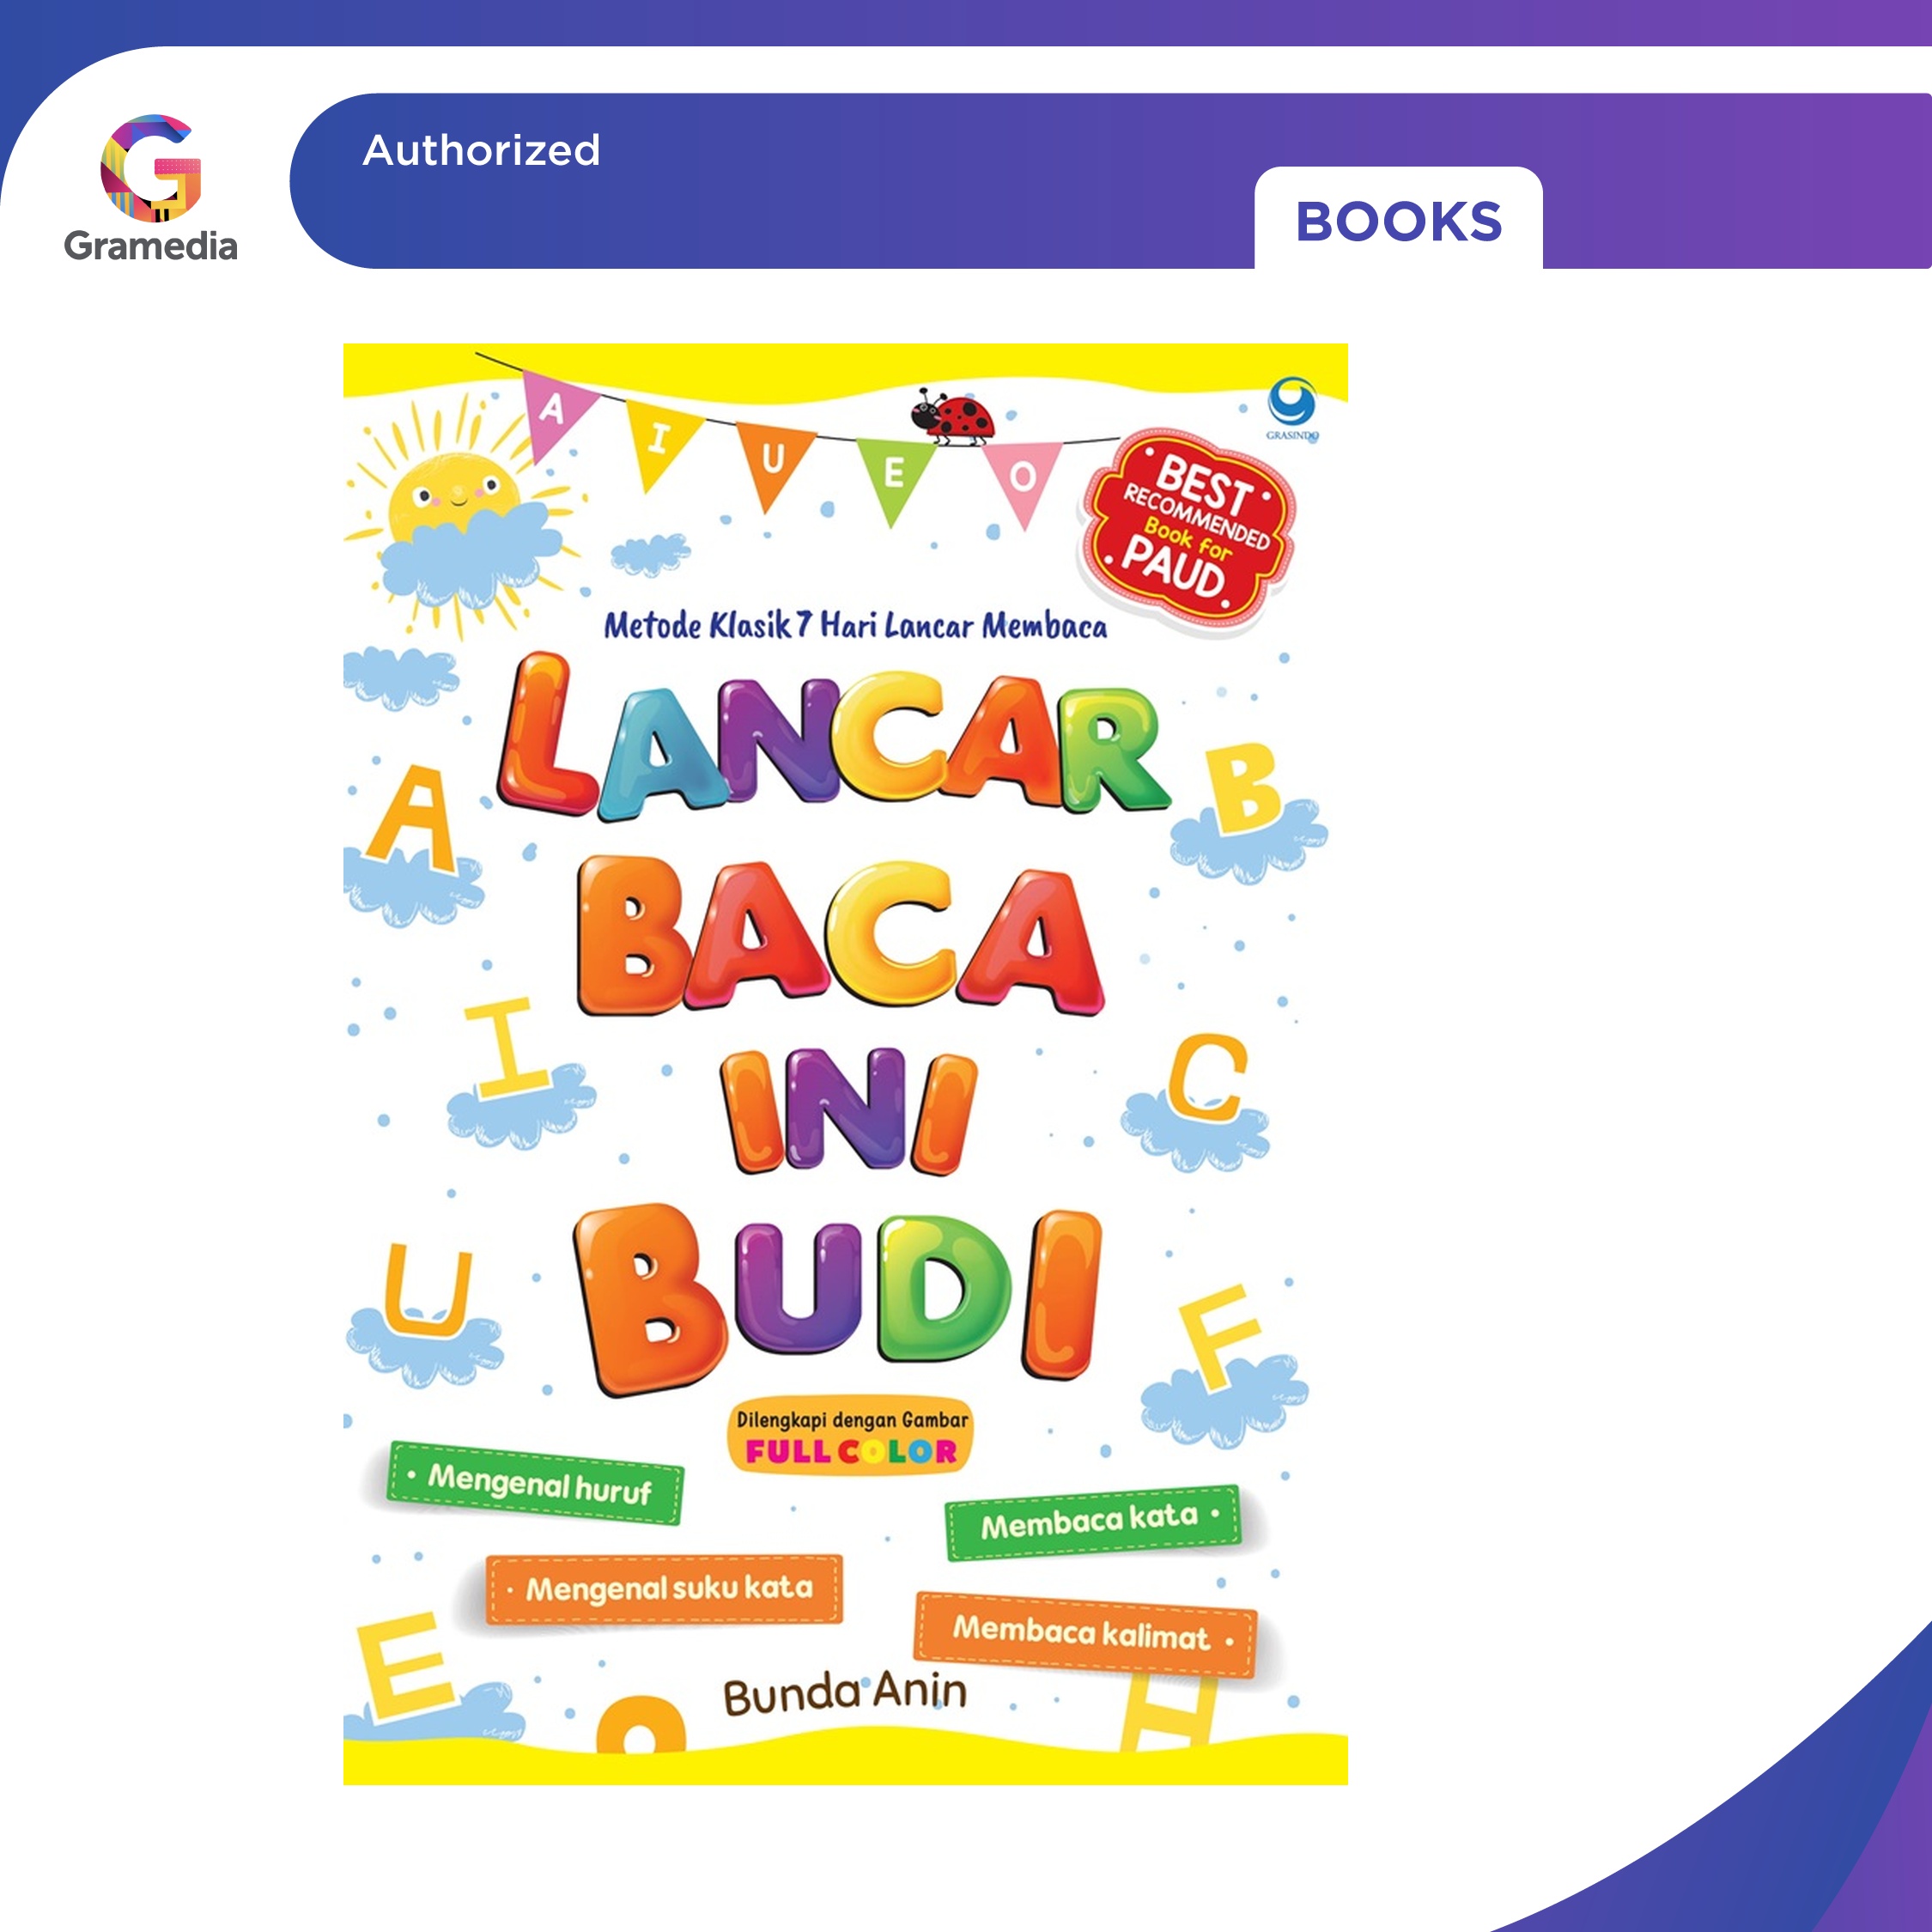 Authorized
Gramedia
BOOKS
A I U E O
GRASINDO
BEST
RECOMMENDED
Book for
PAUD
Metode Klasik 7 Hari Lancar Membaca
LANCAR
BACA
INI
BUDI
A
B
I
C
U
F
Dilengkapi dengan Gambar
FULL COLOR
• Mengenal huruf
Membaca kata •
• Mengenal suku kata
Membaca kalimat •
E
O
H
Bunda Anin